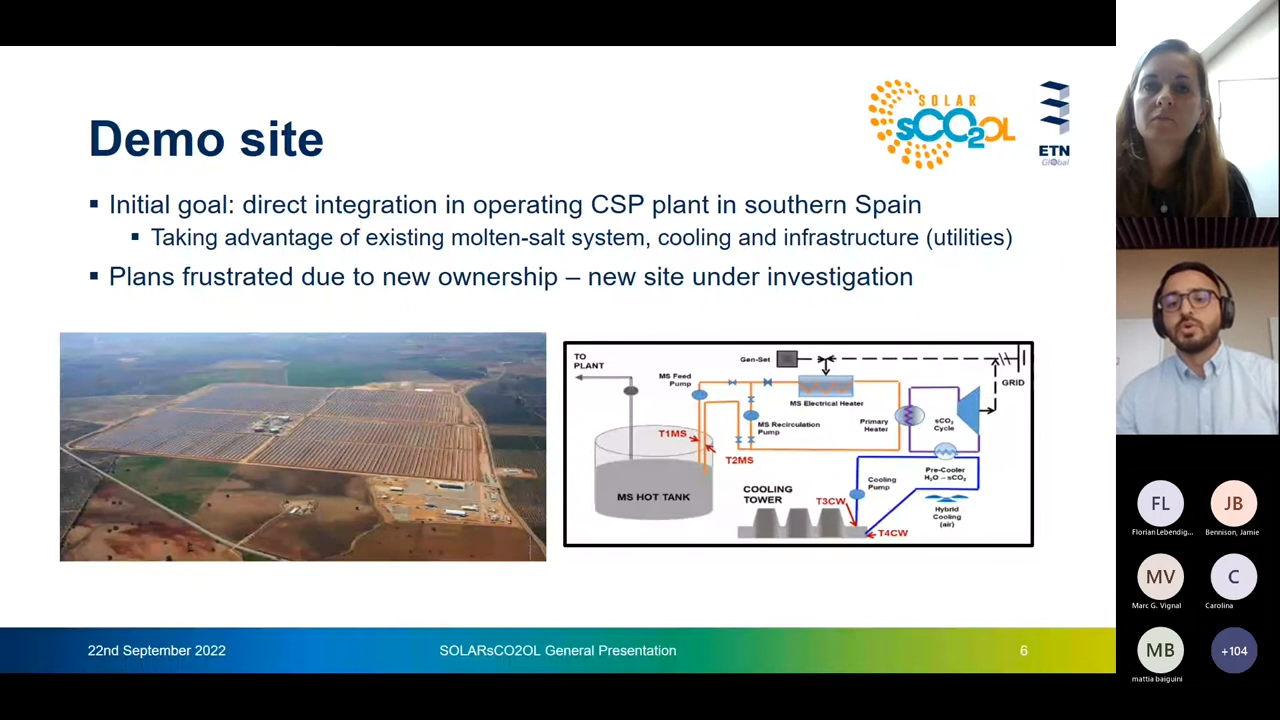 SOLAR
sCO2OL
ETN
Global
Demo site
Initial goal: direct integration in operating CSP plant in southern Spain
Taking advantage of existing molten-salt system, cooling and infrastructure (utilities)
Plans frustrated due to new ownership – new site under investigation
TO
PLANT
Gen-Set
GRID
MS Feed
Pump
MS Electrical Heater
MS Recirculation
Pump
Primary
Heater
sCO₂
Cycle
T1MS
T2MS
MS HOT TANK
COOLING
TOWER
Cooling
Pump
Pre-Cooler
H₂O – sCO₂
Hybrid
Cooling
(air)
T3CW
T4CW
22nd September 2022
SOLARsCO2OL General Presentation
6
FL
JB
Florian Lebendig...
Bennison, Jamie
MV
C
Marc G. Vignal
Carolina
MB
+104
mattia baiguini